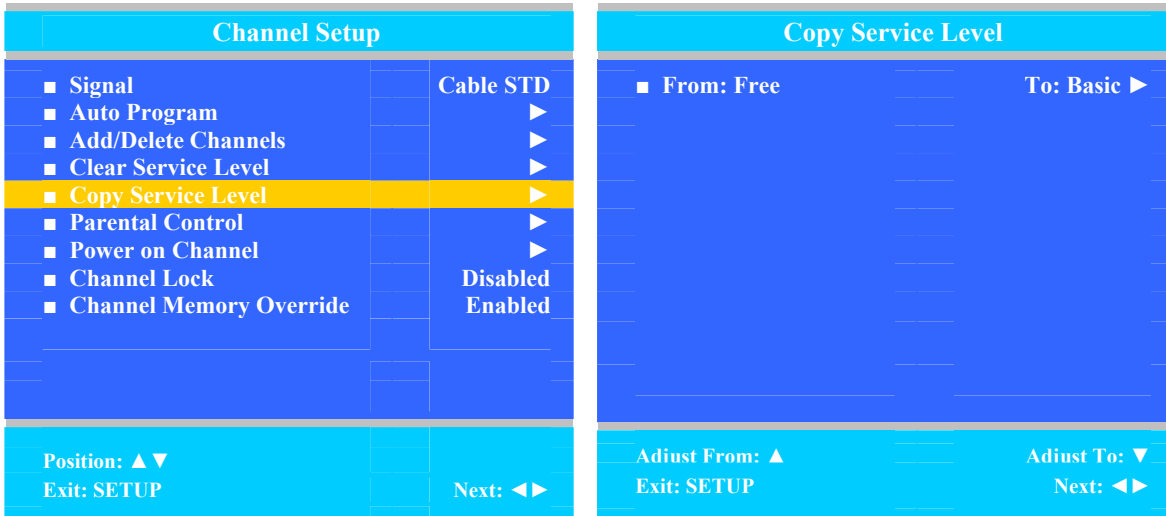 Channel Setup
■ Signal Cable STD
■ Auto Program ►
■ Add/Delete Channels ►
■ Clear Service Level ►
■ Copy Service Level ►
■ Parental Control ►
■ Power on Channel ►
■ Channel Lock Disabled
■ Channel Memory Override Enabled
Position: ▲▼
Exit: SETUP Next: ◄►
Copy Service Level
■ From: Free To: Basic ►
Adjust From: ▲ Adjust To: ▼
Exit: SETUP Next: ◄►